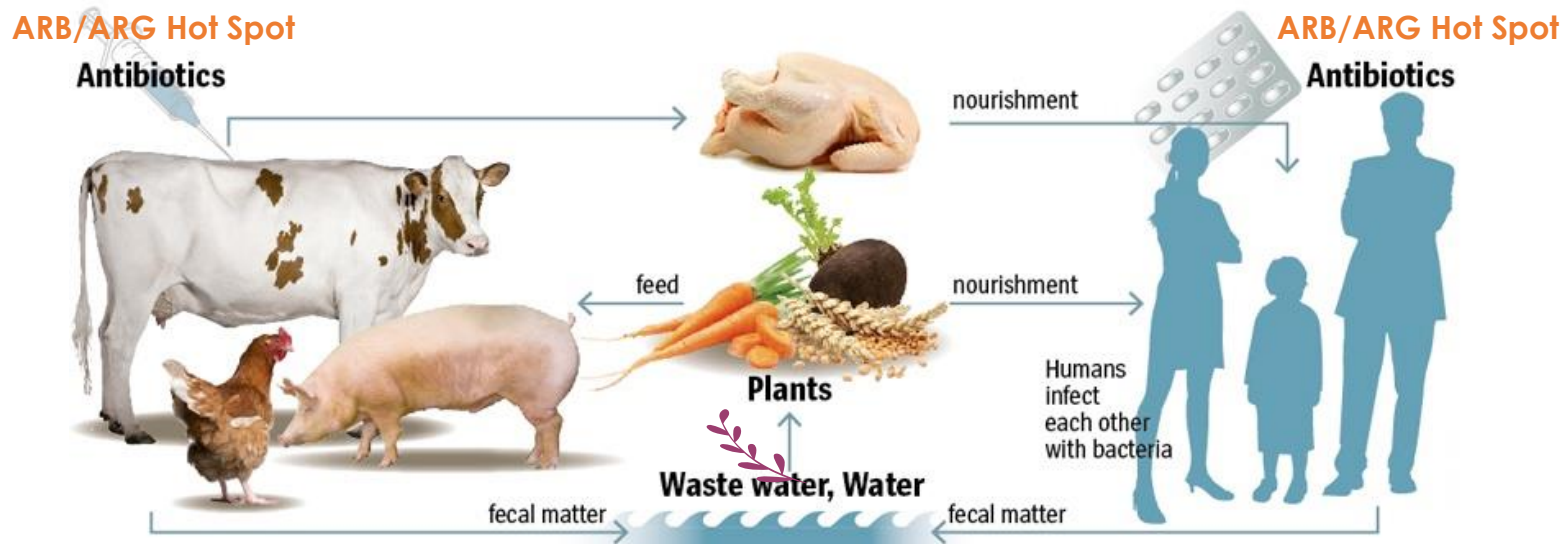 ARB/ARG Hot Spot
ARB/ARG Hot Spot
Antibiotics
Antibiotics
nourishment
feed
nourishment
Plants
Humans
infect
each other
with bacteria
Waste water, Water
fecal matter
fecal matter